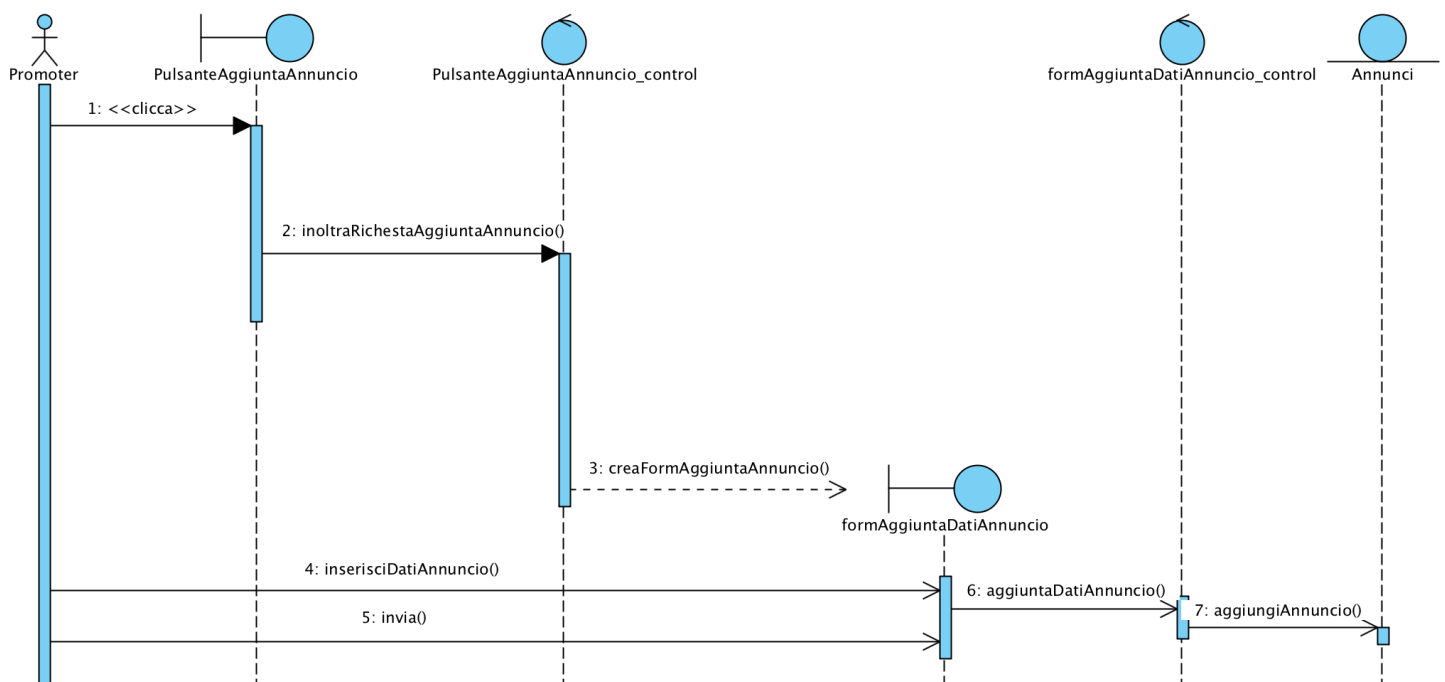 Promoter
PulsanteAggiuntaAnnuncio
PulsanteAggiuntaAnnuncio_control
formAggiuntaDatiAnnuncio_control
Annunci
1: <<clicca>>
2: inoltraRichestaAggiuntaAnnuncio()
3: creaFormAggiuntaAnnuncio()
formAggiuntaDatiAnnuncio
4: inserisciDatiAnnuncio()
6: aggiuntaDatiAnnuncio()
7: aggiungiAnnuncio()
5: invia()